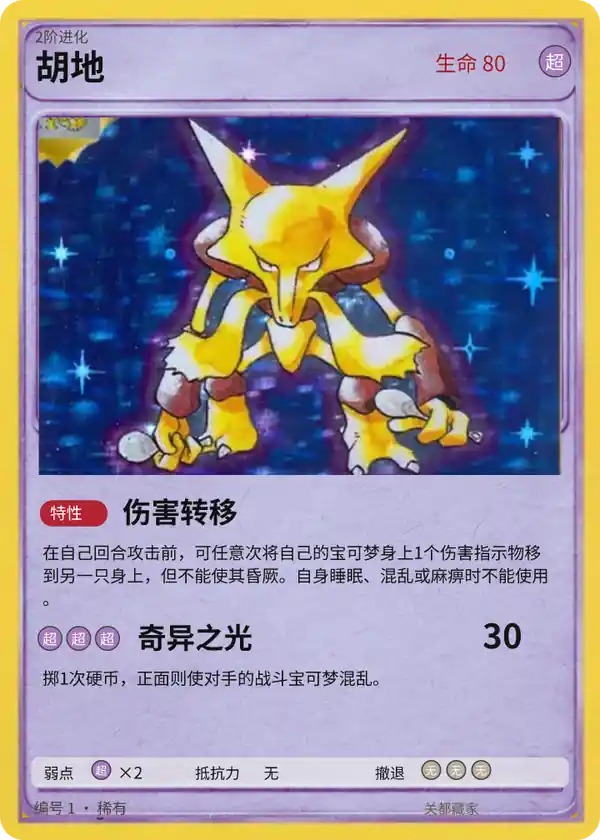 2阶进化
胡地
生命 80
超
特性
伤害转移
在自己回合攻击前，可任意次将自己的宝可梦身上1个伤害指示物移
到另一只身上，但不能使其昏厥。自身睡眠、混乱或麻痹时不能使用
。
超 超 超 奇异之光 30
掷1次硬币，正面则使对手的战斗宝可梦混乱。
弱点 超 ×2 抵抗力 无 撤退 无 无 无
编号 1 · 稀有 关都藏家